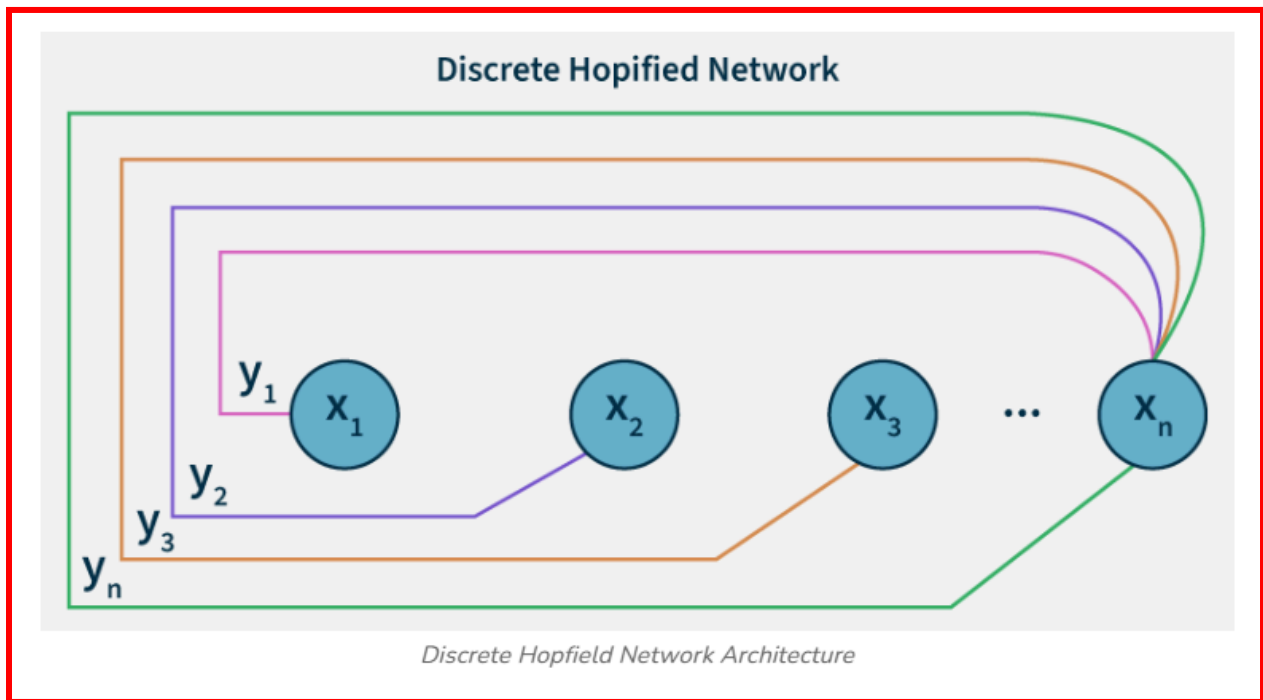 Discrete Hopified Network
y1
x1
x2
x3
...
xn
y2
y3
yn
Discrete Hopfield Network Architecture